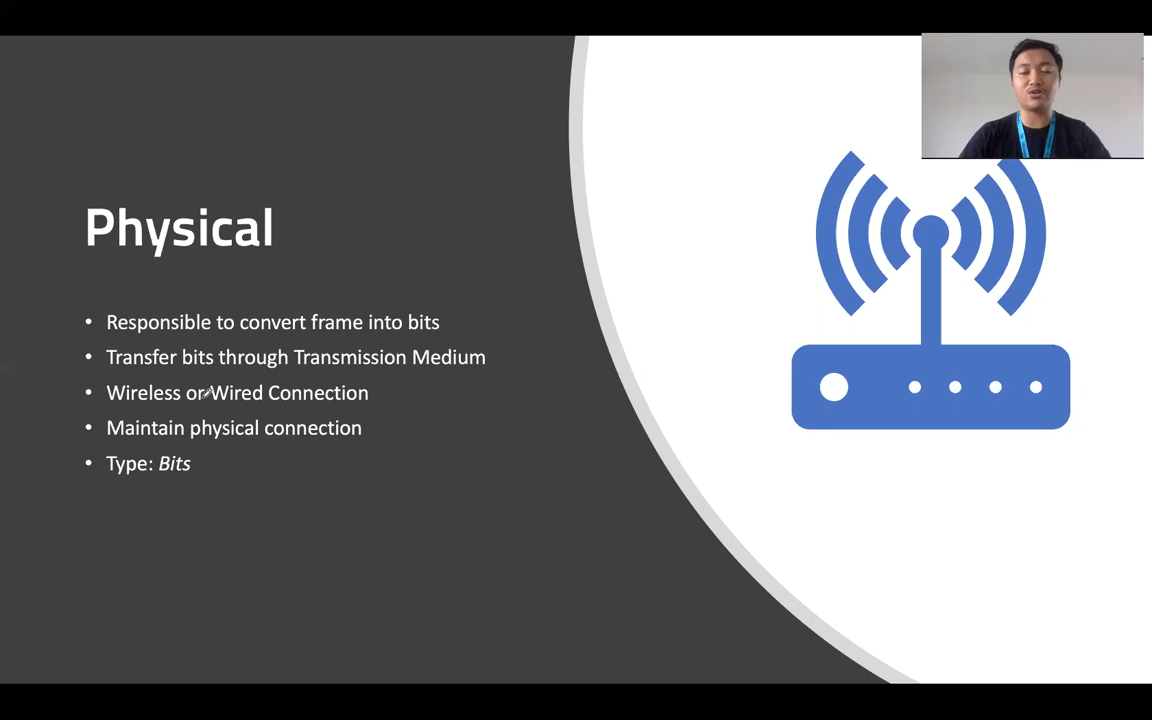 Physical
• Responsible to convert frame into bits
• Transfer bits through Transmission Medium
• Wireless or Wired Connection
• Maintain physical connection
• Type: Bits